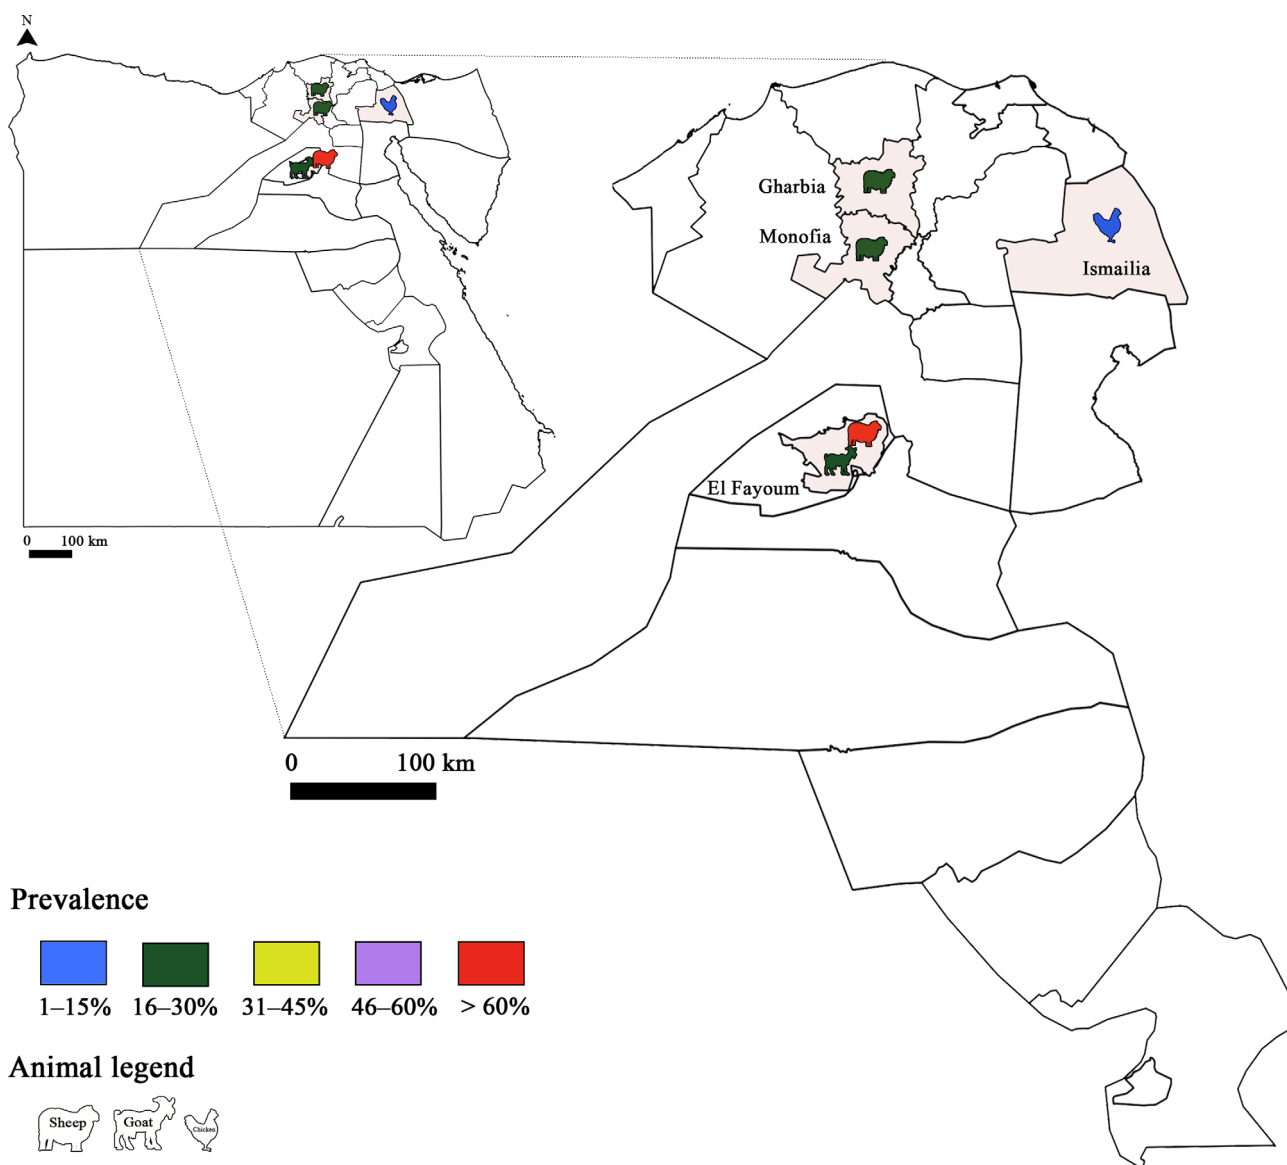 N
Gharbia
Monofia
Ismailia
El Fayoum
0 100 km
0 100 km
Prevalence
1–15% 16–30% 31–45% 46–60% > 60%
Animal legend
Sheep Goat Chicken